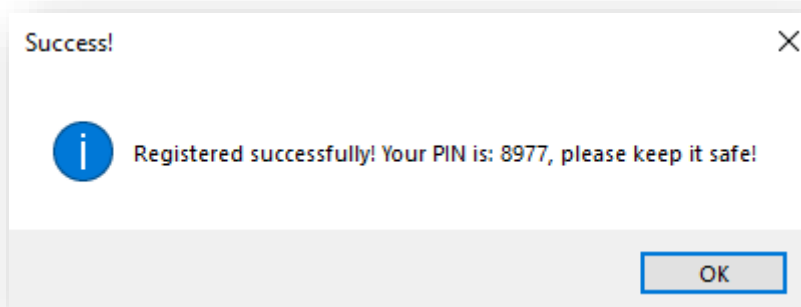 Success!
Registered successfully! Your PIN is: 8977, please keep it safe!
OK